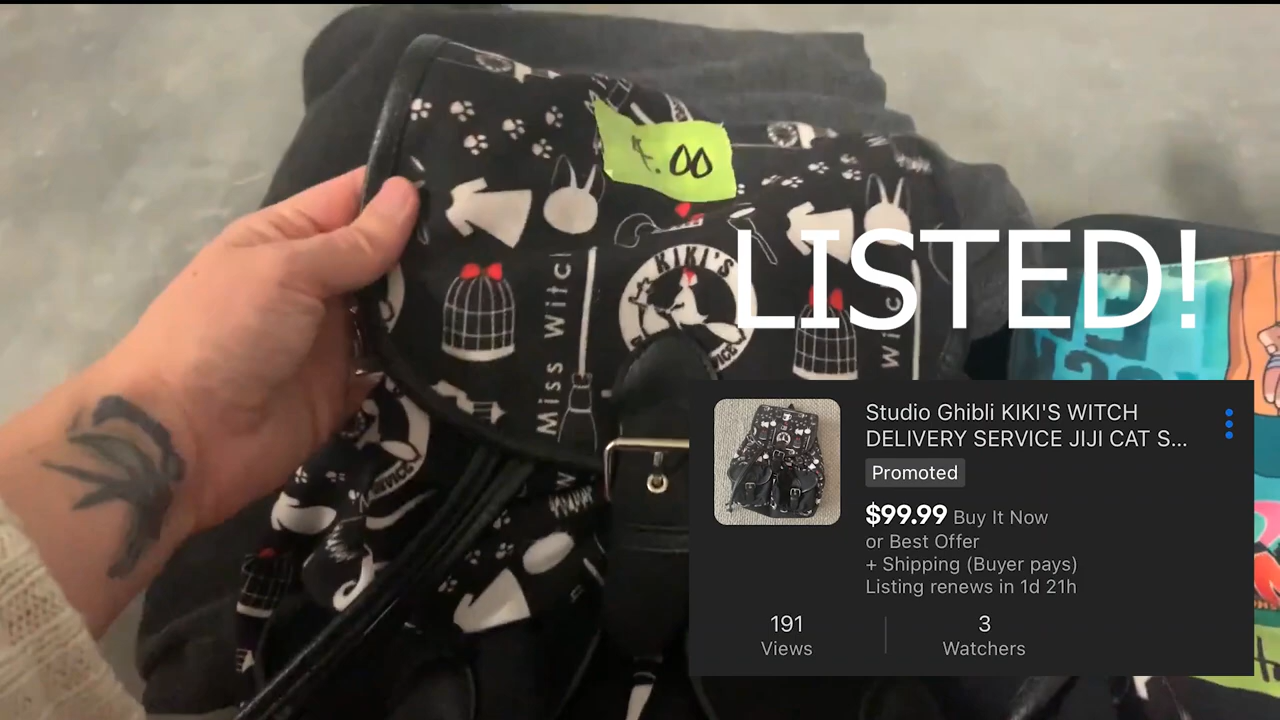 .00
KIKI'S
Miss Witch
LISTED!
Studio Ghibli KIKI'S WITCH
DELIVERY SERVICE JIJI CAT S...
Promoted
$99.99 Buy It Now
or Best Offer
+ Shipping (Buyer pays)
Listing renews in 1d 21h
191
Views
3
Watchers